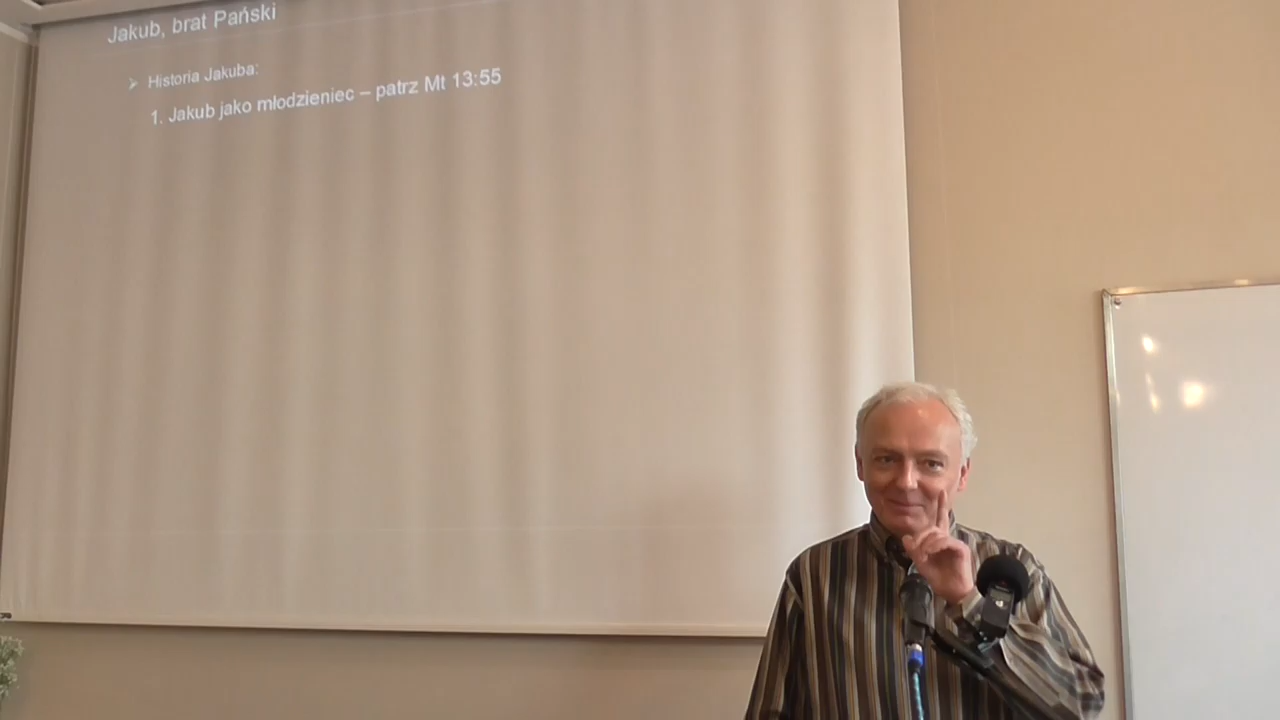 Jakub, brat Pański
➢ Historia Jakuba:
1. Jakub jako młodzieniec – patrz Mt 13:55